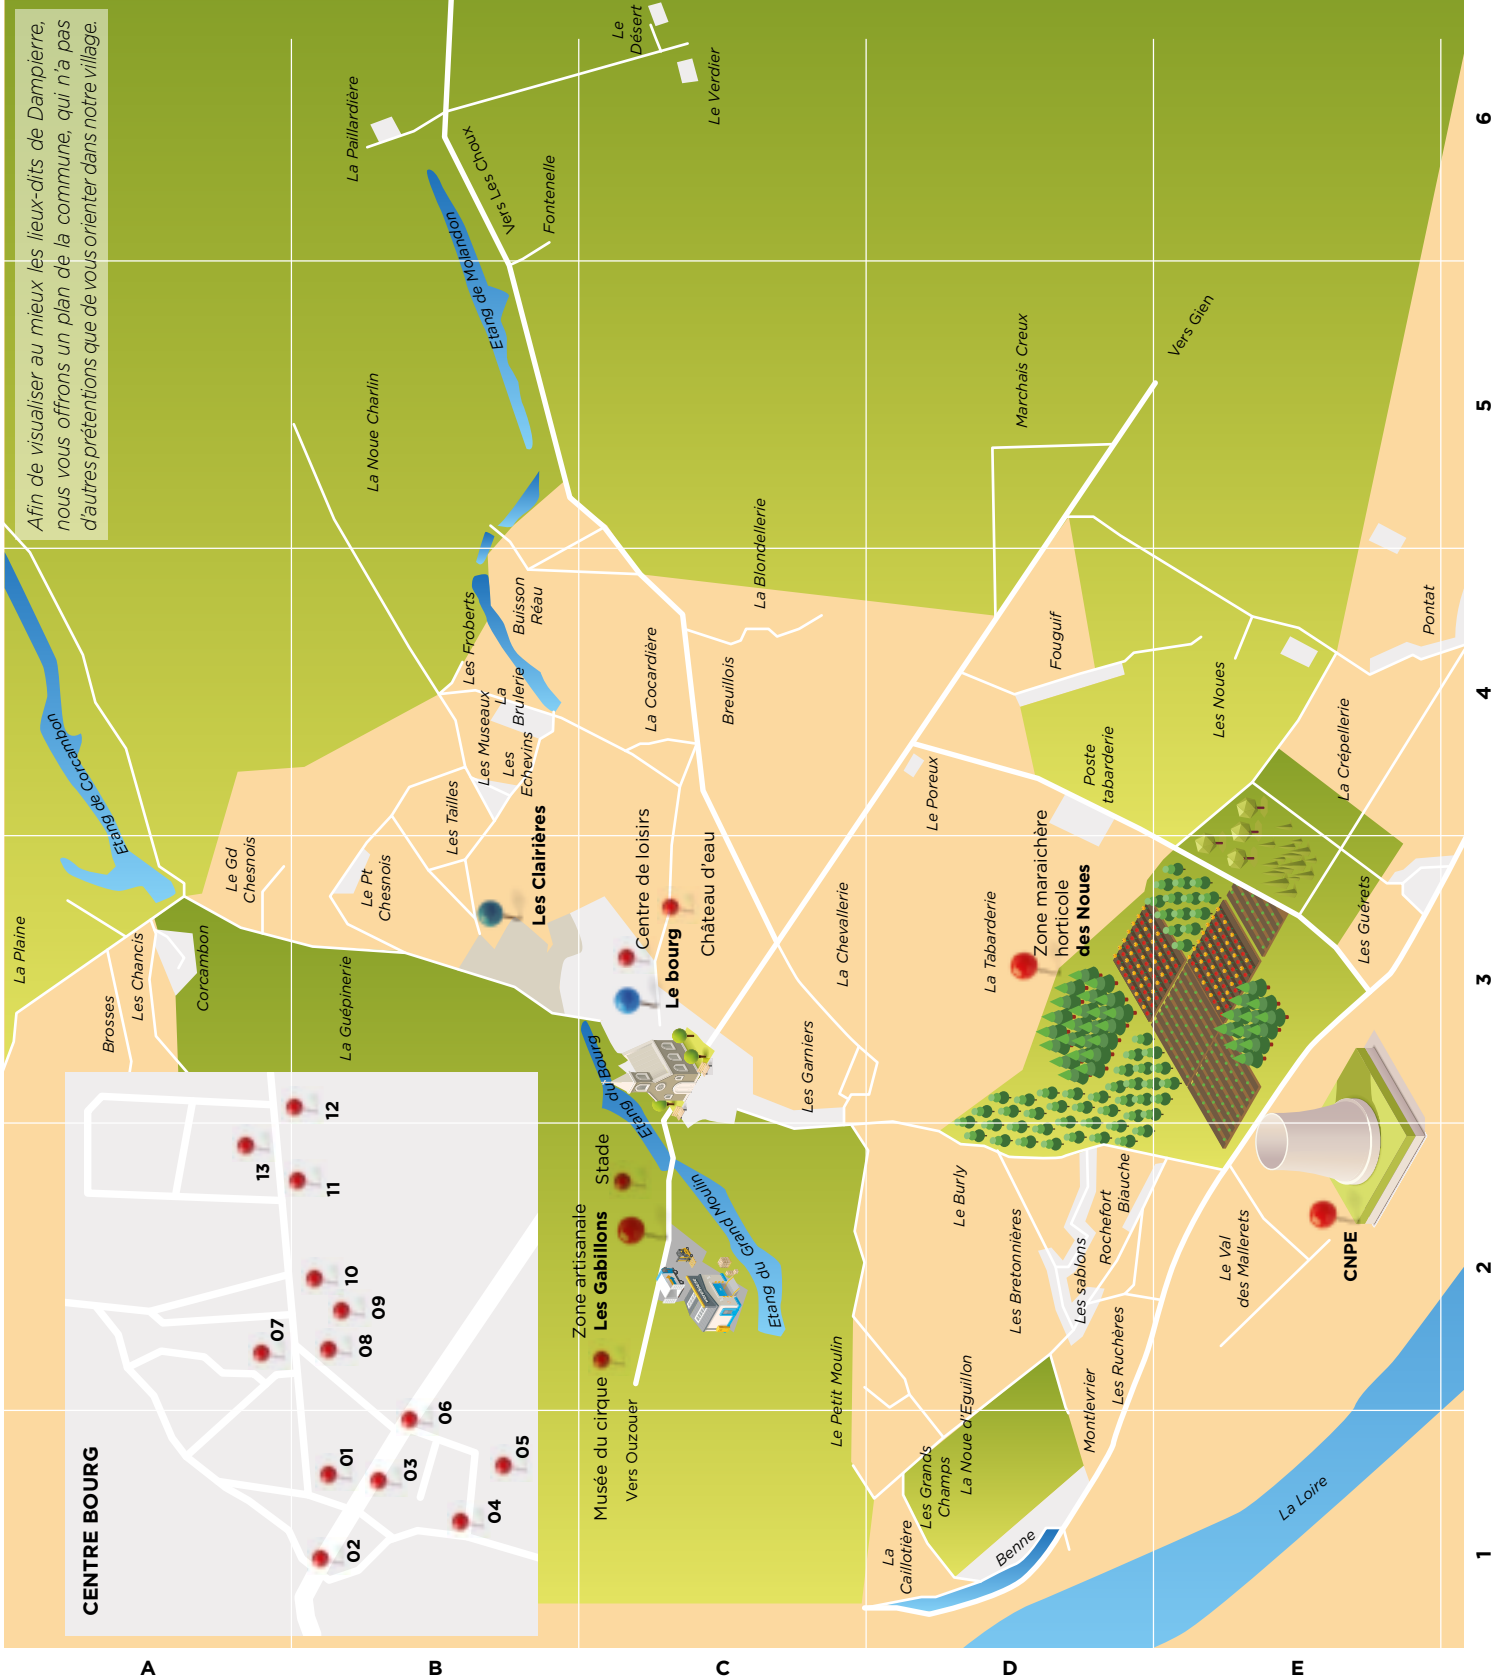 Afin de visualiser au mieux les lieux-dits de Dampierre,
nous vous offrons un plan de la commune, qui n'a pas
d'autres prétentions que de vous orienter dans notre village.
CENTRE BOURG
01
02
03
04
05
06
07
08
09
10
11
12
13
La Plaine
Brosses
Les Chancis
Corcambon
Etang de Corcambon
Le Gd
Chesnois
La Guépinerie
Le Pt
Chesnois
Les Tailles
Les Museaux
Les
Echevins
La
Brulerie
Les Froberts
Buisson
Réau
La Noue Charlin
Etang de Molandon
Vers Les Choux
Fontenelle
La Paillardière
Le
Désert
Le Verdier
Les Clairières
Centre de loisirs
Le bourg
Château d'eau
La Cocardière
Breuillois
La Blondellerie
Etang du Bourg
Stade
Zone artisanale
Les Gabillons
Musée du cirque
Vers Ouzouer
Etang du Grand Moulin
Le Petit Moulin
Les Garniers
La Chevallerie
Le Poreux
Marchais Creux
Vers Gien
Fouguif
Poste
tabarderie
Les Noues
La Tabarderie
Zone maraichère
horticole
des Noues
Le Burly
Les Bretonnières
Les sablons
Rochefort
Biauche
Les Ruchères
Montlevrier
La Noue d'Eguillon
Les Grands
Champs
La
Caillotière
Benne
La Loire
Le Val
des Mallerets
CNPE
Les Guérets
La Crépellerie
Pontat
A
B
C
D
E
1
2
3
4
5
6